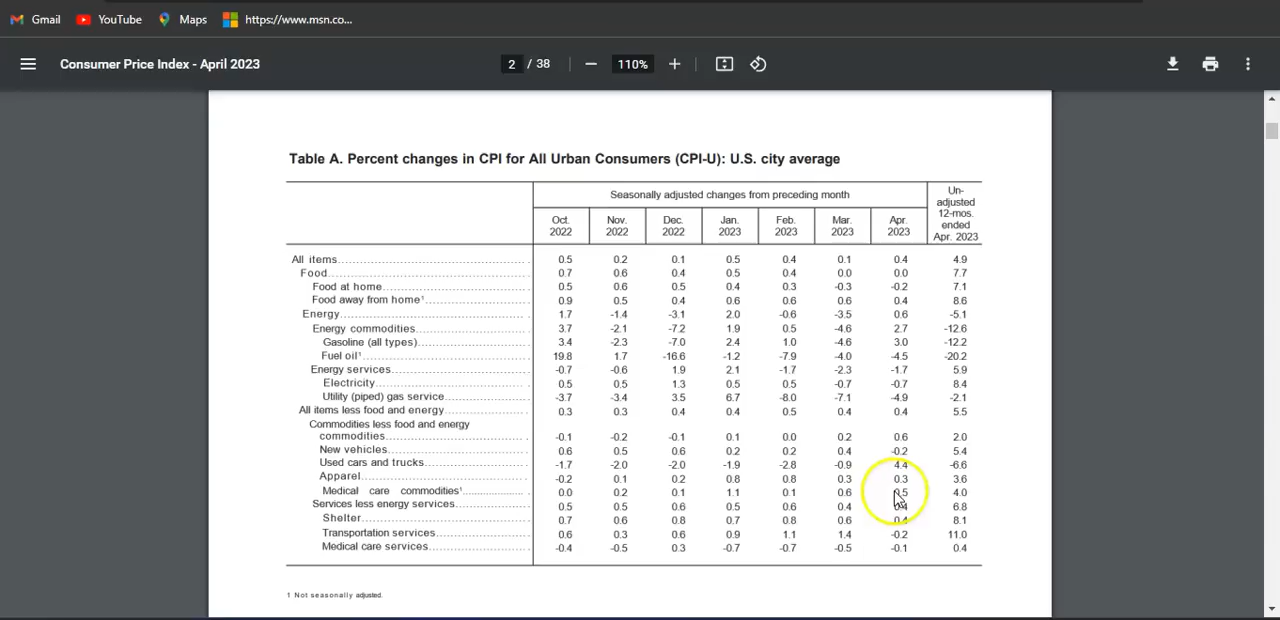 Gmail YouTube Maps https://www.msn.co...
Consumer Price Index - April 2023 2 / 38 110%
Table A. Percent changes in CPI for All Urban Consumers (CPI-U): U.S. city average
Seasonally adjusted changes from preceding month
Un-
adjusted
12-mos.
ended
Apr. 2023
Oct. 2022 Nov. 2022 Dec. 2022 Jan. 2023 Feb. 2023 Mar. 2023 Apr. 2023
All items 0.5 0.2 0.1 0.5 0.4 0.1 0.4 4.9
Food 0.7 0.6 0.4 0.5 0.4 0.0 0.0 7.7
Food at home 0.5 0.6 0.5 0.4 0.3 -0.3 -0.2 7.1
Food away from home¹ 0.9 0.5 0.4 0.6 0.6 0.6 0.4 8.6
Energy 1.7 -1.4 -3.1 2.0 -0.6 -3.5 0.6 -5.1
Energy commodities 3.7 -2.1 -7.2 1.9 0.5 -4.6 2.7 -12.6
Gasoline (all types) 3.4 -2.3 -7.0 2.4 1.0 -4.6 3.0 -12.2
Fuel oil¹ 19.8 1.7 -16.6 -1.2 -7.9 -4.0 -4.5 -20.2
Energy services -0.7 -0.6 1.9 2.1 -1.7 -2.3 -1.7 5.9
Electricity 0.5 0.5 1.3 0.5 0.5 -0.7 -0.7 8.4
Utility (piped) gas service -3.7 -3.4 3.5 6.7 -8.0 -7.1 -4.9 -2.1
All items less food and energy 0.3 0.3 0.4 0.4 0.5 0.4 0.4 5.5
Commodities less food and energy
commodities -0.1 -0.2 -0.1 0.1 0.0 0.2 0.6 2.0
New vehicles 0.6 0.5 0.6 0.2 0.2 0.4 -0.2 5.4
Used cars and trucks -1.7 -2.0 -2.0 -1.9 -2.8 -0.9 4.4 -6.6
Apparel -0.2 0.1 0.2 0.8 0.8 0.3 0.3 3.6
Medical care commodities¹ 0.0 0.2 0.1 1.1 0.1 0.6 0.5 4.0
Services less energy services 0.5 0.5 0.6 0.5 0.6 0.4 0.4 6.8
Shelter 0.7 0.6 0.8 0.7 0.8 0.6 0.4 8.1
Transportation services 0.6 0.3 0.6 0.9 1.1 1.4 -0.2 11.0
Medical care services -0.4 -0.5 0.3 -0.7 -0.7 -0.5 -0.1 0.4
1 Not seasonally adjusted.